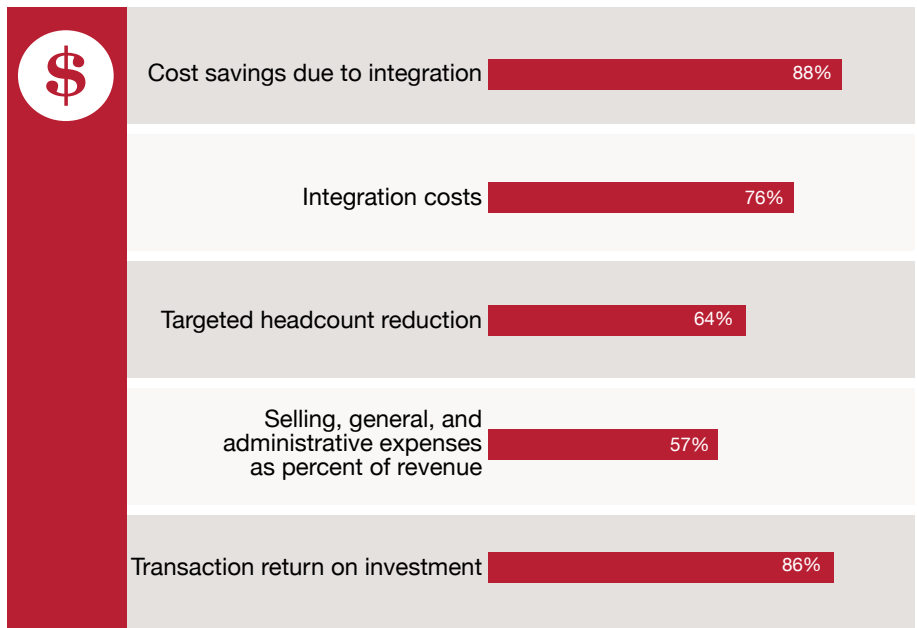 $
Cost savings due to integration 88%
Integration costs 76%
Targeted headcount reduction 64%
Selling, general, and
administrative expenses 57%
as percent of revenue
Transaction return on investment 86%